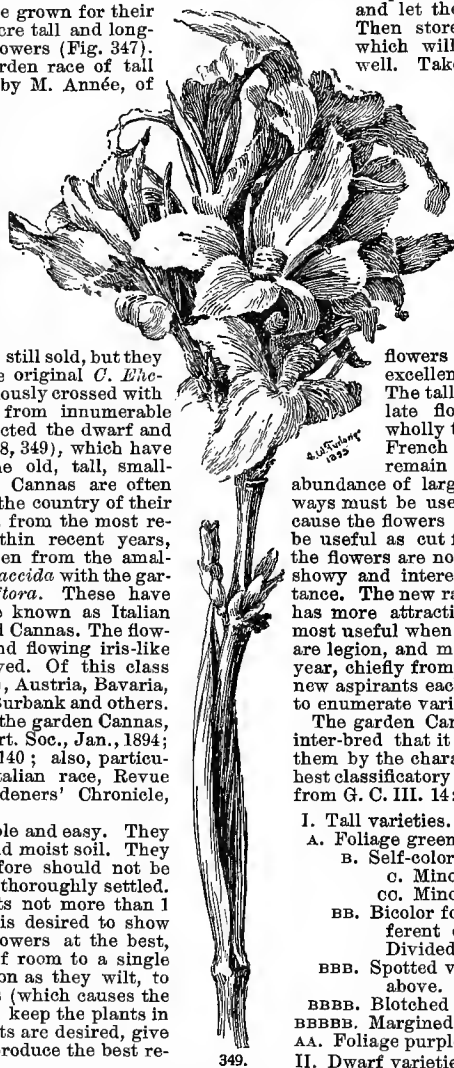 e grown for their
cre tall and long-
owers (Fig. 347).
rden race of tall
by M. Année, of
still sold, but they
e original C. Ehe-
ously crossed with
from innumerable
cted the dwarf and
8, 349), which have
e old, tall, small-
Cannas are often
the country of their
from the most re-
thin recent years,
en from the amal-
accida with the gar-
flora. These have
known as Italian
l Cannas. The flow-
nd flowing iris-like
ved. Of this class
, Austria, Bavaria,
Burbank and others.
the garden Cannas,
rt. Soc., Jan., 1894;
140; also, particu-
talian race, Revue
deners' Chronicle,
ple and easy. They
d moist soil. They
fore should not be
thoroughly settled.
ts not more than 1
is desired to show
owers at the best,
f room to a single
on as they wilt, to
(which causes the
keep the plants in
ts are desired, give
roduce the best re-
1895
349.
and let the
Then store
which will
well. Take
flowers
excellen
The tall
late flo
wholly t
French
remain
abundance of larg
ways must be use
cause the flowers
be useful as cut f
the flowers are no
showy and intere
tance. The new ra
has more attracti
most useful when
are legion, and m
year, chiefly from
new aspirants eac
to enumerate vari
The garden Can
inter-bred that it
them by the chara
best classificatory
from G. C. III. 14:
I. Tall varieties.
A. Foliage green
B. Self-color
C. Mino
CC. Mino
BB. Bicolor fo
ferent c
Divided
BBB. Spotted v
above.
BBBB. Blotched
BBBBB. Margined
AA. Foliage purpl
II. Dwarf varietie